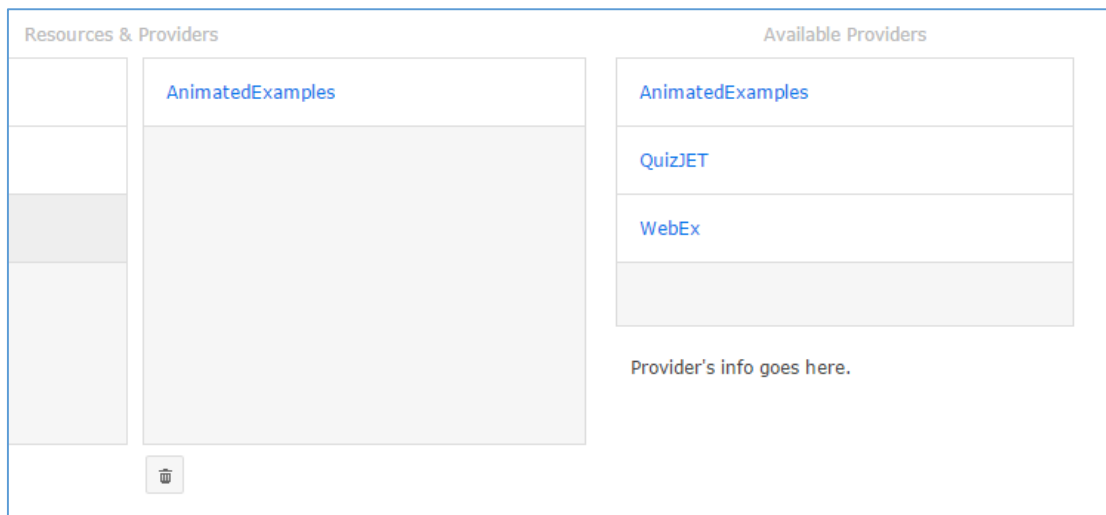 Resources & Providers
Available Providers
AnimatedExamples
AnimatedExamples
QuizJET
WebEx
Provider's info goes here.